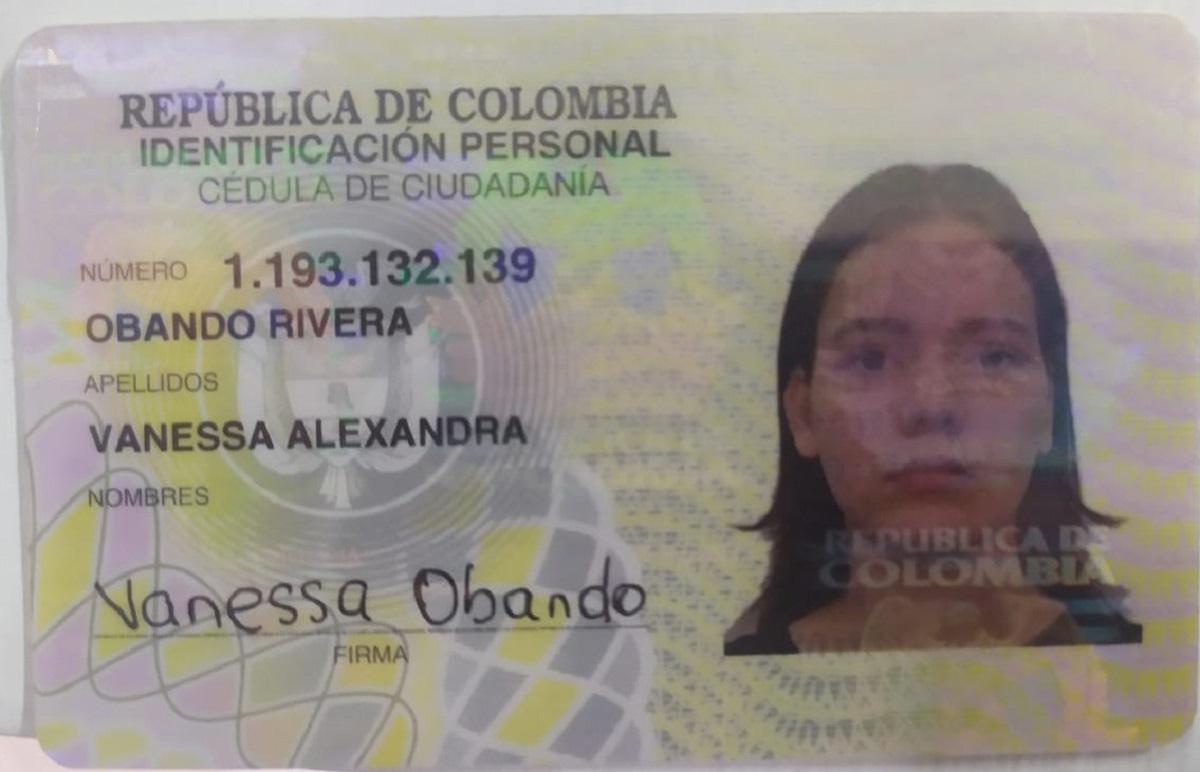 REPÚBLICA DE COLOMBIA
IDENTIFICACIÓN PERSONAL
CÉDULA DE CIUDADANÍA
NÚMERO 1.193.132.139
OBANDO RIVERA
APELLIDOS
VANESSA ALEXANDRA
NOMBRES
Vanessa Obando
FIRMA
REPUBLICA DE
COLOMBIA